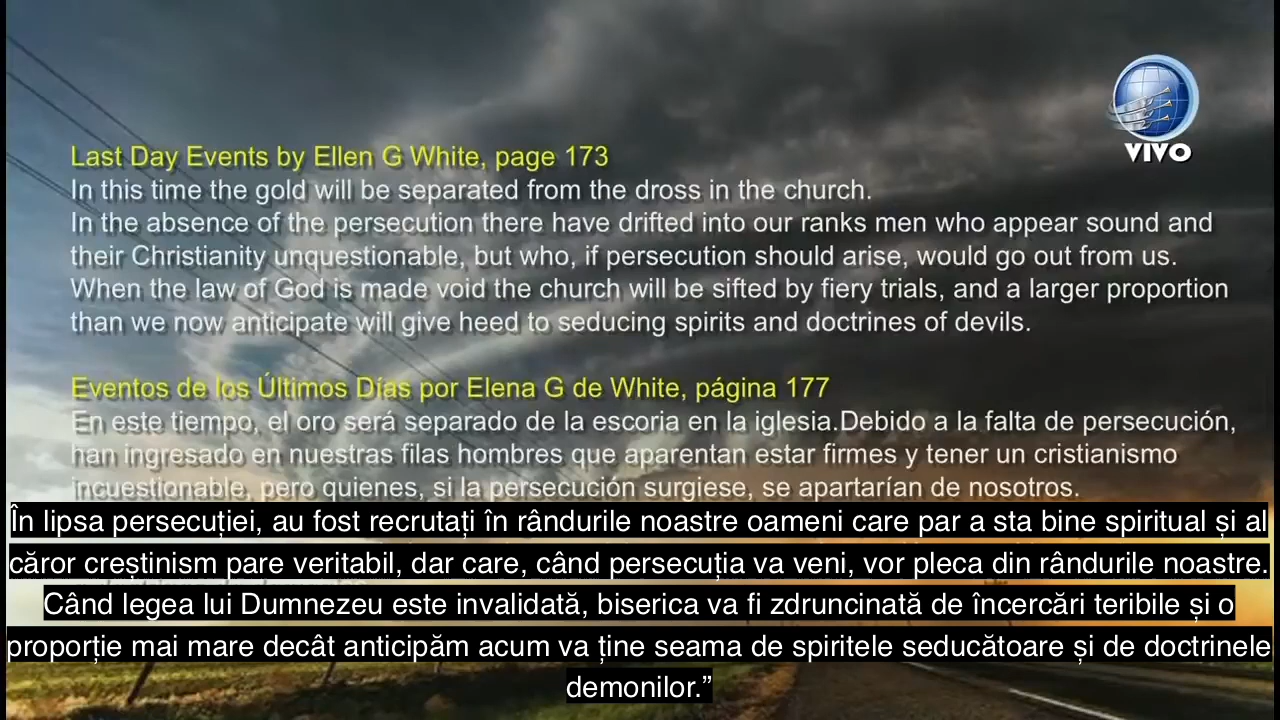 VIVO
Last Day Events by Ellen G White, page 173
In this time the gold will be separated from the dross in the church.
In the absence of the persecution there have drifted into our ranks men who appear sound and
their Christianity unquestionable, but who, if persecution should arise, would go out from us.
When the law of God is made void the church will be sifted by fiery trials, and a larger proportion
than we now anticipate will give heed to seducing spirits and doctrines of devils.
Eventos de los Últimos Días por Elena G de White, página 177
En este tiempo, el oro será separado de la escoria en la iglesia.Debido a la falta de persecución,
han ingresado en nuestras filas hombres que aparentan estar firmes y tener un cristianismo
incuestionable, pero quienes, si la persecución surgiese, se apartarían de nosotros.
În lipsa persecuției, au fost recrutați în rândurile noastre oameni care par a sta bine spiritual și al
căror creștinism pare veritabil, dar care, când persecuția va veni, vor pleca din rândurile noastre.
Când legea lui Dumnezeu este invalidată, biserica va fi zdruncinată de încercări teribile și o
proporție mai mare decât anticipăm acum va ține seama de spiritele seducătoare și de doctrinele
demonilor.”